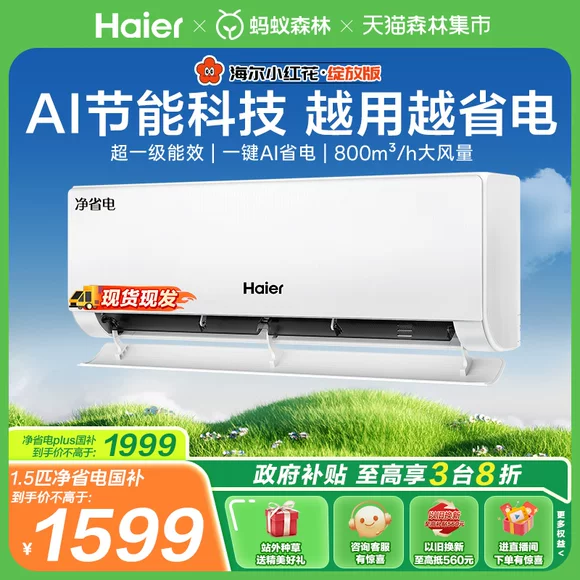 Haier × 蚂蚁森林 × 天猫森林集市
海尔小红花·绽放版
AI节能科技 越用越省电
超一级能效 | 一键AI省电 | 800m³/h大风量
净省电
Haier
现货现发
净省电plus国补
到手价不高于:
1999
1.5匹净省电国补
到手价不高于:
¥1599
政府补贴 至高享3台8折
站外种草
送精美好礼
咨询客服
有惊喜
以旧换新
以旧换新
至高抵560元
进直播间
下单有惊喜
更多权益